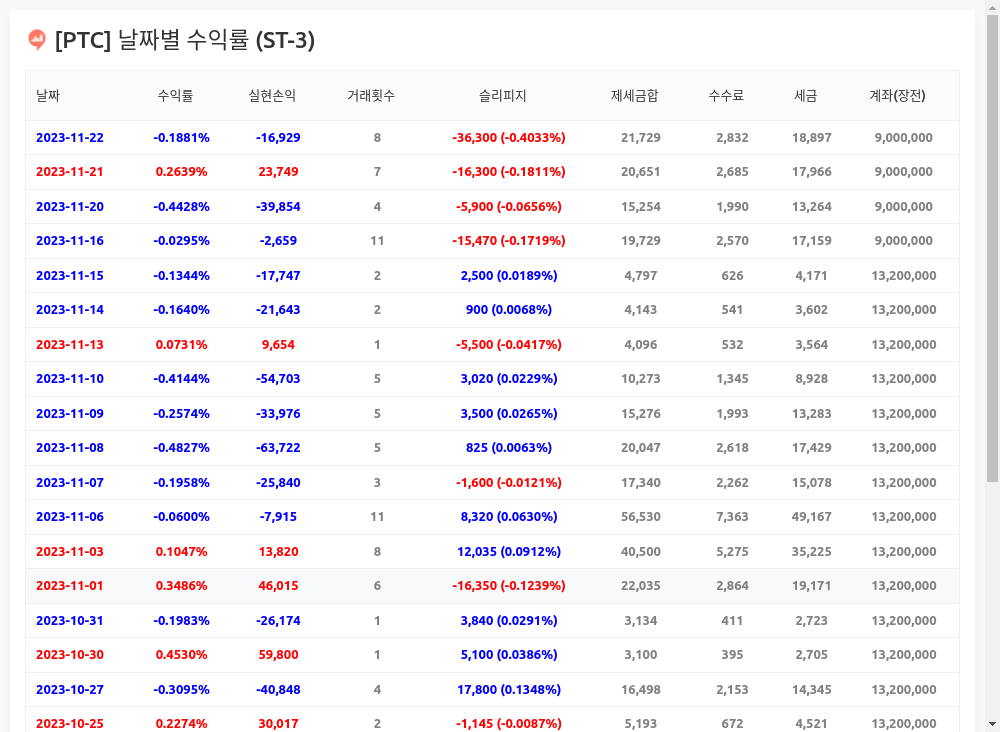 [PTC] 날짜별 수익률 (ST-3)
날짜 수익률 실현손익 거래횟수 슬리피지 제세금합 수수료 세금 계좌(장전)
2023-11-22 -0.1881% -16,929 8 -36,300 (-0.4033%) 21,729 2,832 18,897 9,000,000
2023-11-21 0.2639% 23,749 7 -16,300 (-0.1811%) 20,651 2,685 17,966 9,000,000
2023-11-20 -0.4428% -39,854 4 -5,900 (-0.0656%) 15,254 1,990 13,264 9,000,000
2023-11-16 -0.0295% -2,659 11 -15,470 (-0.1719%) 19,729 2,570 17,159 9,000,000
2023-11-15 -0.1344% -17,747 2 2,500 (0.0189%) 4,797 626 4,171 13,200,000
2023-11-14 -0.1640% -21,643 2 900 (0.0068%) 4,143 541 3,602 13,200,000
2023-11-13 0.0731% 9,654 1 -5,500 (-0.0417%) 4,096 532 3,564 13,200,000
2023-11-10 -0.4144% -54,703 5 3,020 (0.0229%) 10,273 1,345 8,928 13,200,000
2023-11-09 -0.2574% -33,976 5 3,500 (0.0265%) 15,276 1,993 13,283 13,200,000
2023-11-08 -0.4827% -63,722 5 825 (0.0063%) 20,047 2,618 17,429 13,200,000
2023-11-07 -0.1958% -25,840 3 -1,600 (-0.0121%) 17,340 2,262 15,078 13,200,000
2023-11-06 -0.0600% -7,915 11 8,320 (0.0630%) 56,530 7,363 49,167 13,200,000
2023-11-03 0.1047% 13,820 8 12,035 (0.0912%) 40,500 5,275 35,225 13,200,000
2023-11-01 0.3486% 46,015 6 -16,350 (-0.1239%) 22,035 2,864 19,171 13,200,000
2023-10-31 -0.1983% -26,174 1 3,840 (0.0291%) 3,134 411 2,723 13,200,000
2023-10-30 0.4530% 59,800 1 5,100 (0.0386%) 3,100 395 2,705 13,200,000
2023-10-27 -0.3095% -40,848 4 17,800 (0.1348%) 16,498 2,153 14,345 13,200,000
2023-10-25 0.2274% 30,017 2 -1,145 (-0.0087%) 5,193 672 4,521 13,200,000